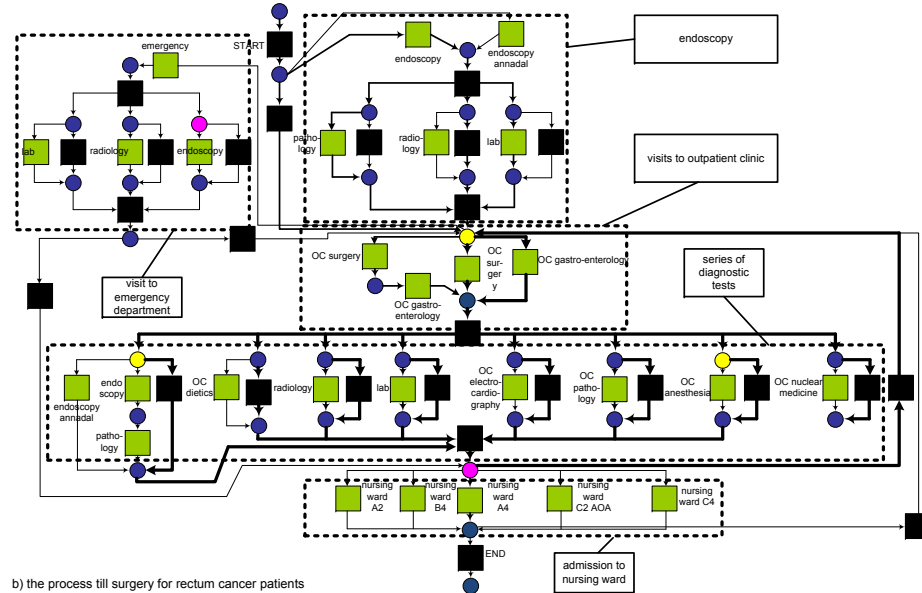 emergency
START
endoscopy
endoscopy
annadal
endoscopy
lab
radiology
endoscopy
patho-
logy
radio-
logy
lab
visits to outpatient clinic
OC surgery
OC
sur-
ger
y
OC gastro-enterology
OC gastro-
enterology
visit to
emergency
department
series of
diagnostic
tests
endoscopy
annadal
endo
scopy
patho-
logy
OC
dietics
radiology
lab
OC
electro-
cardio-
graphy
OC
patho-
logy
OC
anesthesia
OC nuclear
medicine
nursing
ward
A2
nursing
ward
B4
nursing
ward
A4
nursing
ward
C2 AOA
nursing
ward C4
END
admission to
nursing ward
b) the process till surgery for rectum cancer patients